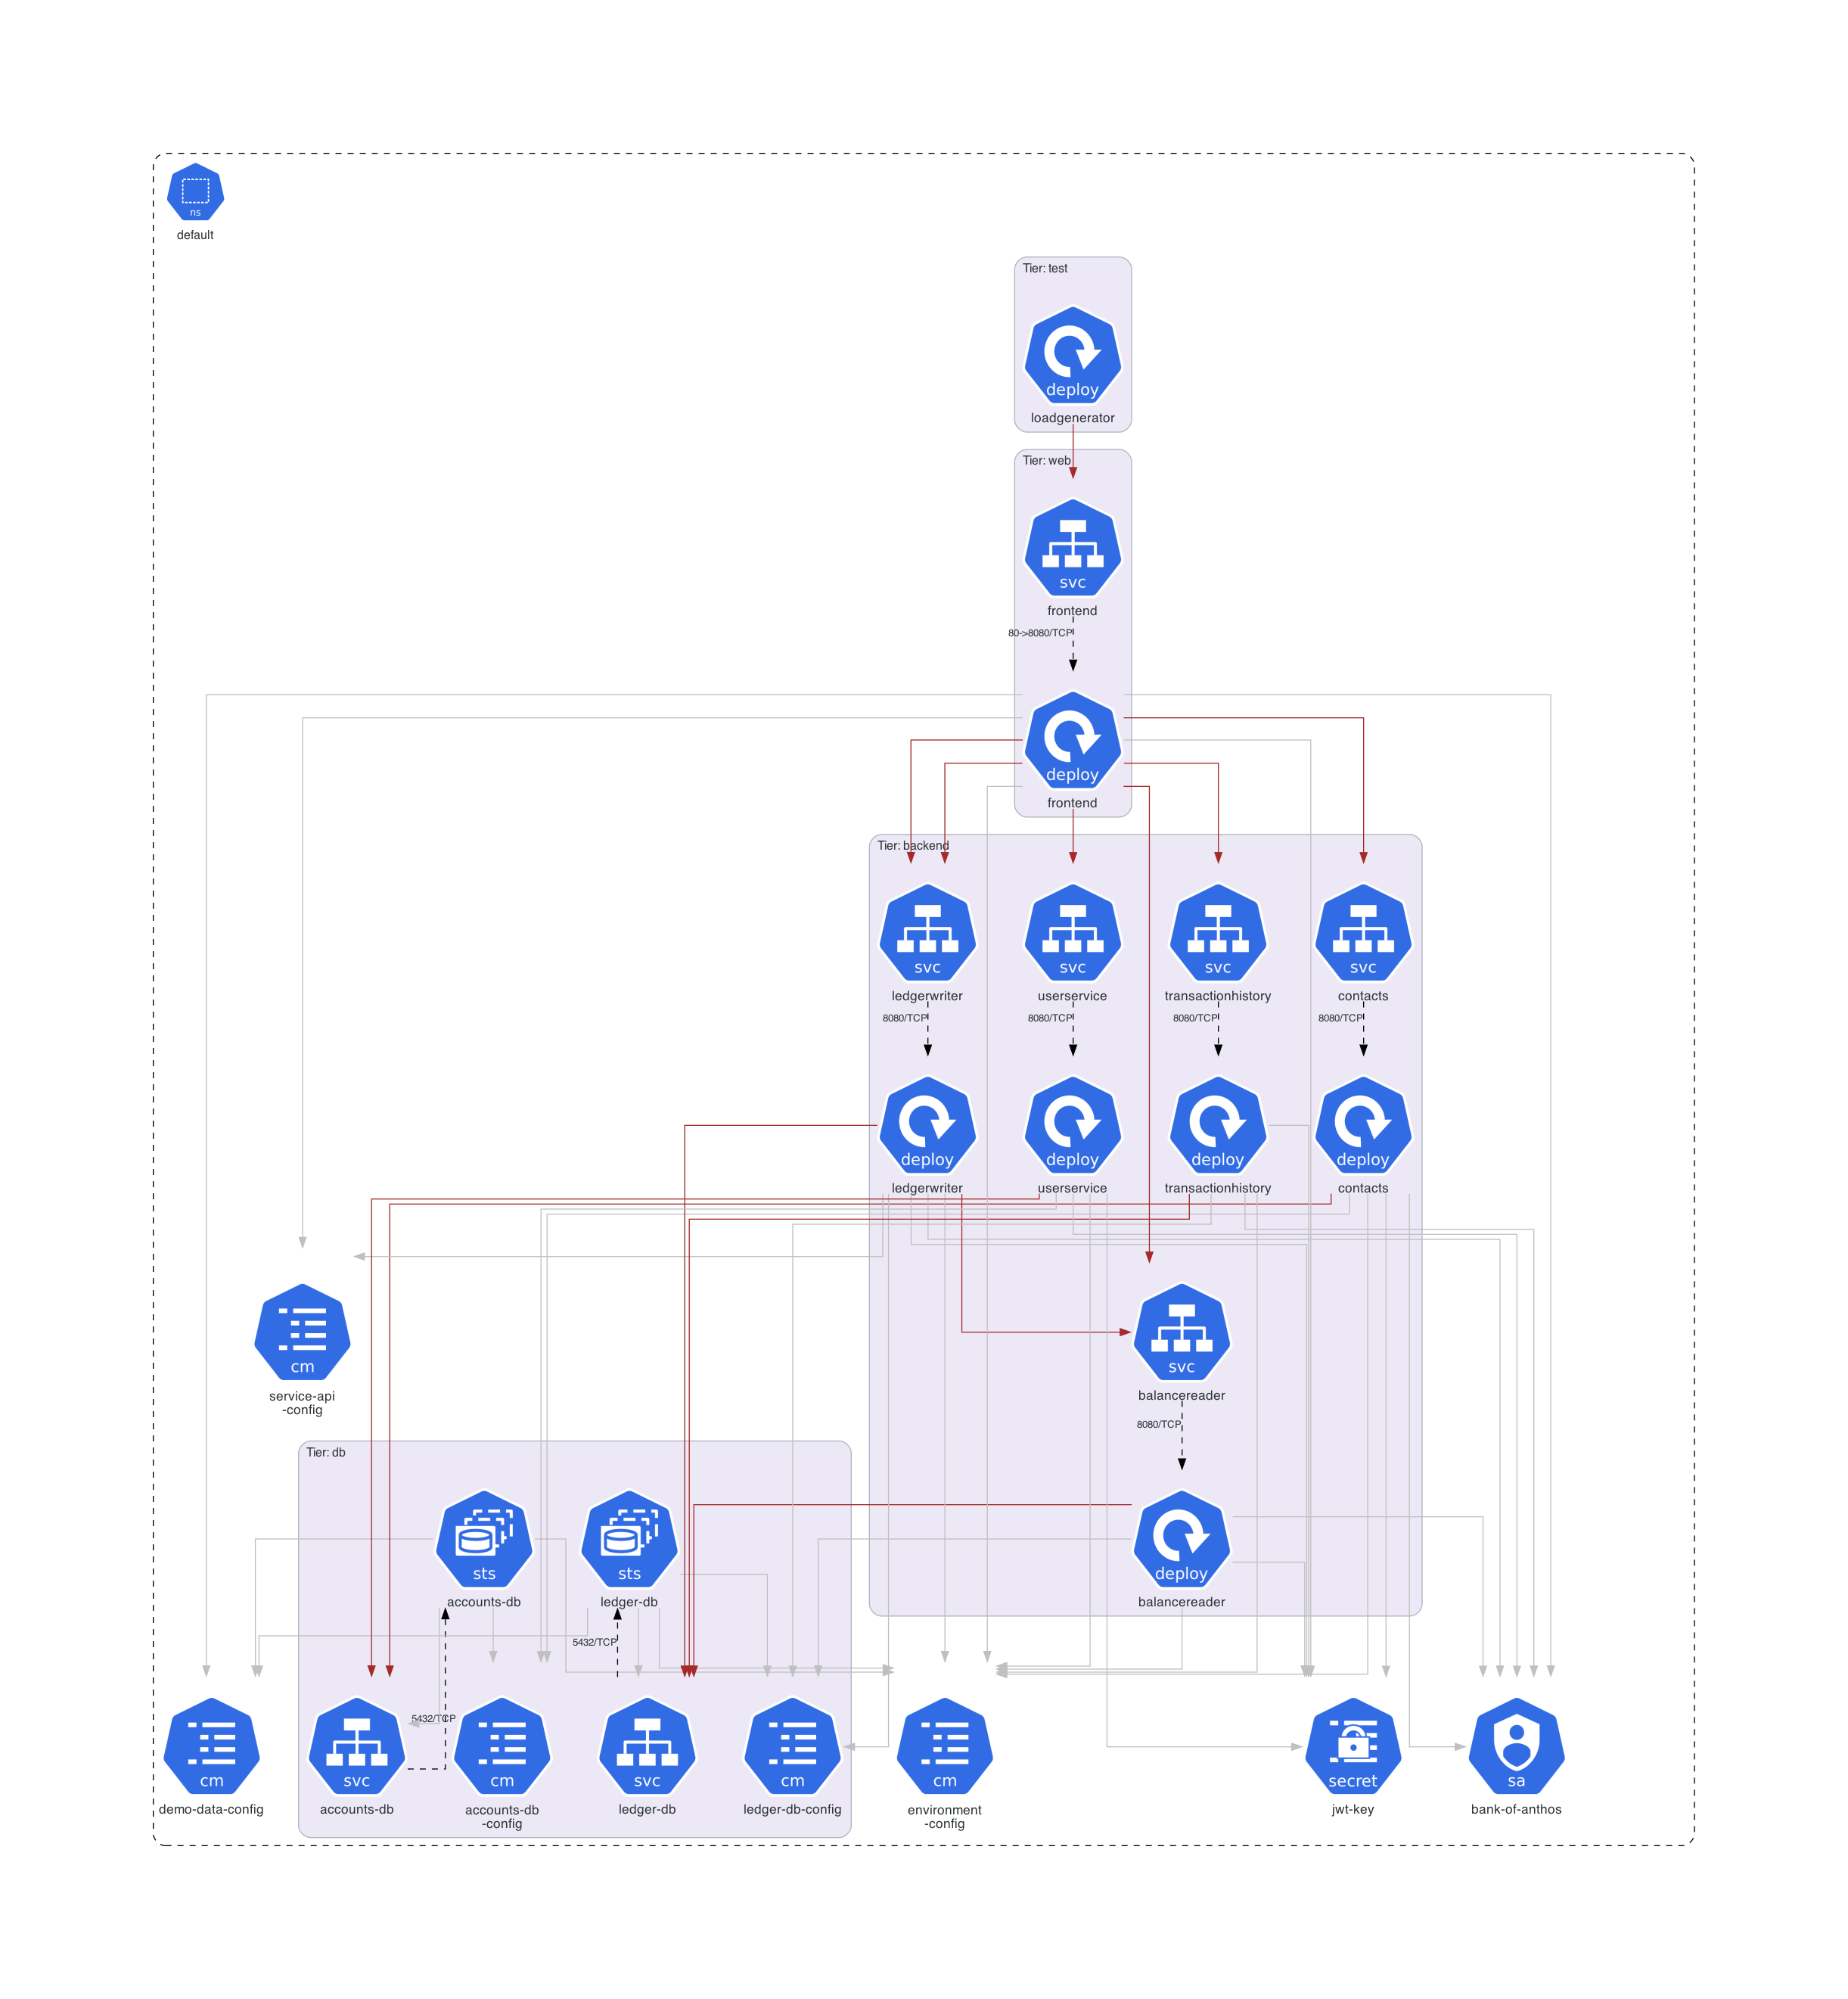 ns
default
Tier: test
deploy
loadgenerator
Tier: web
svc
frontend
80->8080/TCP
deploy
frontend
Tier: backend
svc
svc
svc
svc
ledgerwriter
userservice
transactionhistory
contacts
8080/TCP
8080/TCP
8080/TCP
8080/TCP
deploy
deploy
deploy
deploy
ledgerwriter
userservice
transactionhistory
contacts
cm
service-api
-config
svc
balancereader
8080/TCP
Tier: db
sts
sts
deploy
accounts-db
ledger-db
balancereader
5432/TCP
5432/TCP
cm
svc
cm
svc
cm
cm
secret
sa
demo-data-config
accounts-db
accounts-db
-config
ledger-db
ledger-db-config
environment
-config
jwt-key
bank-of-anthos